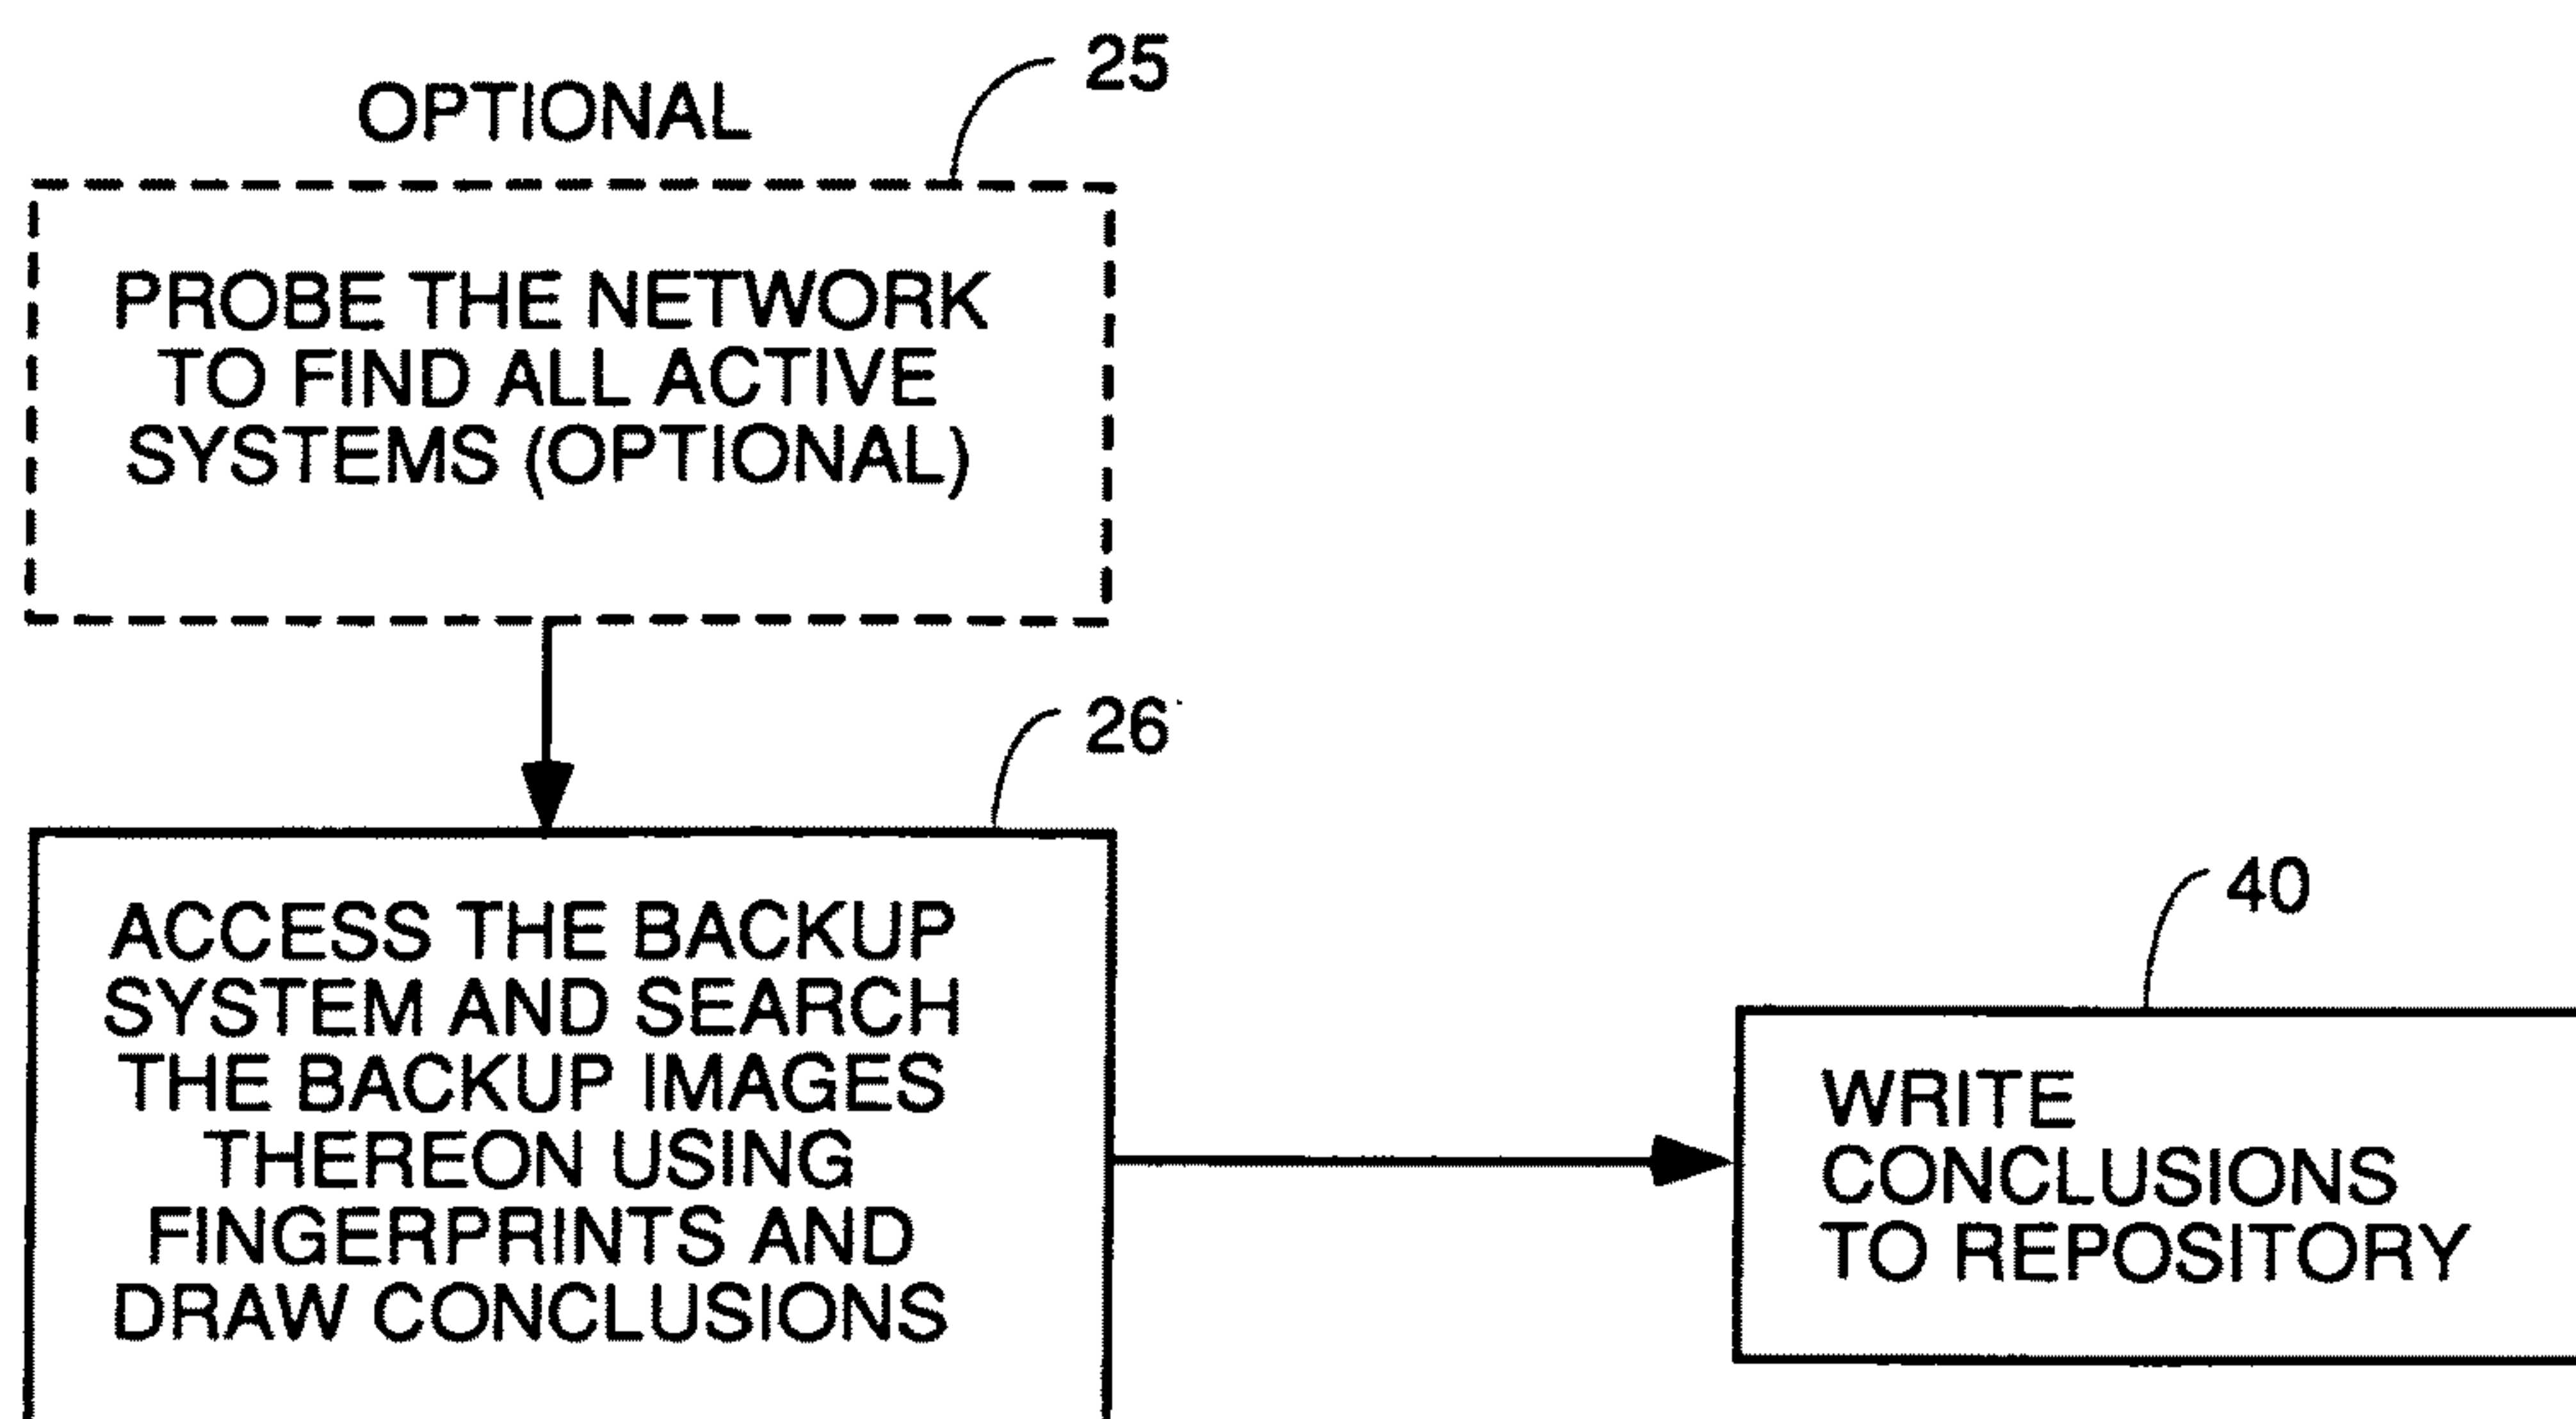 25
OPTIONAL
PROBE THE NETWORK
TO FIND ALL ACTIVE
SYSTEMS (OPTIONAL)
26
ACCESS THE BACKUP
SYSTEM AND SEARCH
THE BACKUP IMAGES
THEREON USING
FINGERPRINTS AND
DRAW CONCLUSIONS
40
WRITE
CONCLUSIONS
TO REPOSITORY